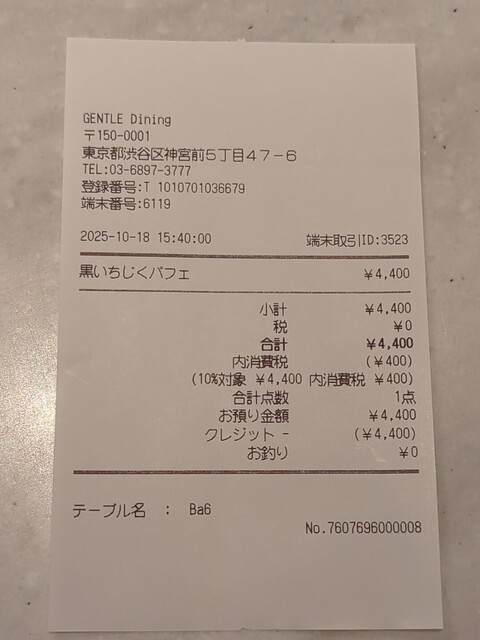 GENTLE Dining
〒150-0001
東京都渋谷区神宮前5丁目47-6
TEL:03-6897-3777
登録番号:T 1010701036679
端末番号:6119
2025-10-18 15:40:00 端末取引ID:3523
黒いちじくパフェ ¥4,400
小計 ¥4,400
税 ¥0
合計 ¥4,400
内消費税 (¥400)
(10%対象 ¥4,400 内消費税 ¥400)
合計点数 1点
お預り金額 ¥4,400
クレジット - (¥4,400)
お釣り ¥0
テーブル名 : Ba6
No.7607696000008